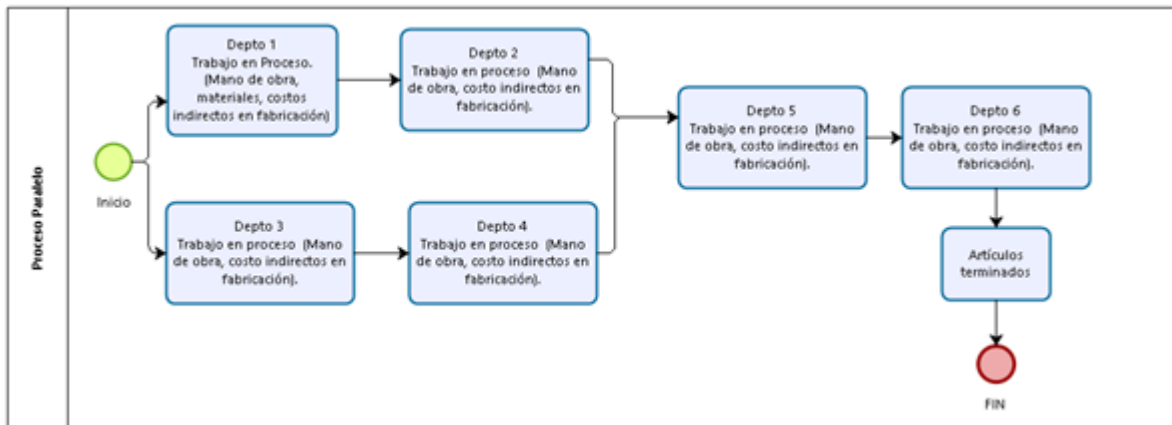 Proceso Paralelo
Inicio
Depto 1
Trabajo en Proceso.
(Mano de obra,
materiales, costos
indirectos en fabricación)
Depto 2
Trabajo en proceso (Mano
de obra, costo indirectos en
fabricación).
Depto 3
Trabajo en proceso (Mano
de obra, costo indirectos en
fabricación).
Depto 4
Trabajo en proceso (Mano
de obra, costo indirectos en
fabricación).
Depto 5
Trabajo en proceso (Mano
de obra, costo indirectos en
fabricación).
Depto 6
Trabajo en proceso (Mano
de obra, costo indirectos en
fabricación).
Artículos
terminados
FIN